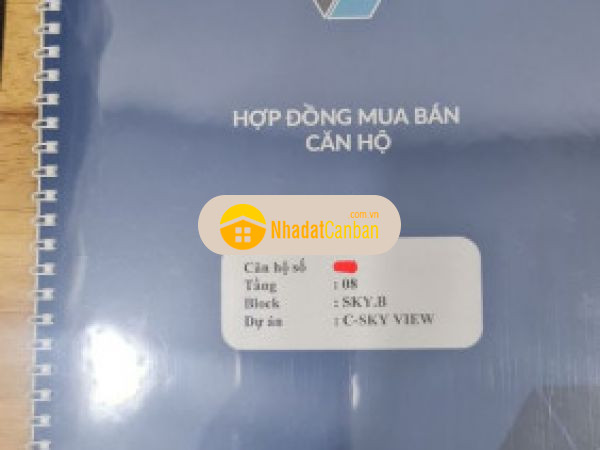 HỢP ĐỒNG MUA BÁN
CĂN HỘ
.com.vn
NhadatCanban
Căn hộ số
Tầng : 08
Block : SKY.B
Dự án : C-SKY VIEW